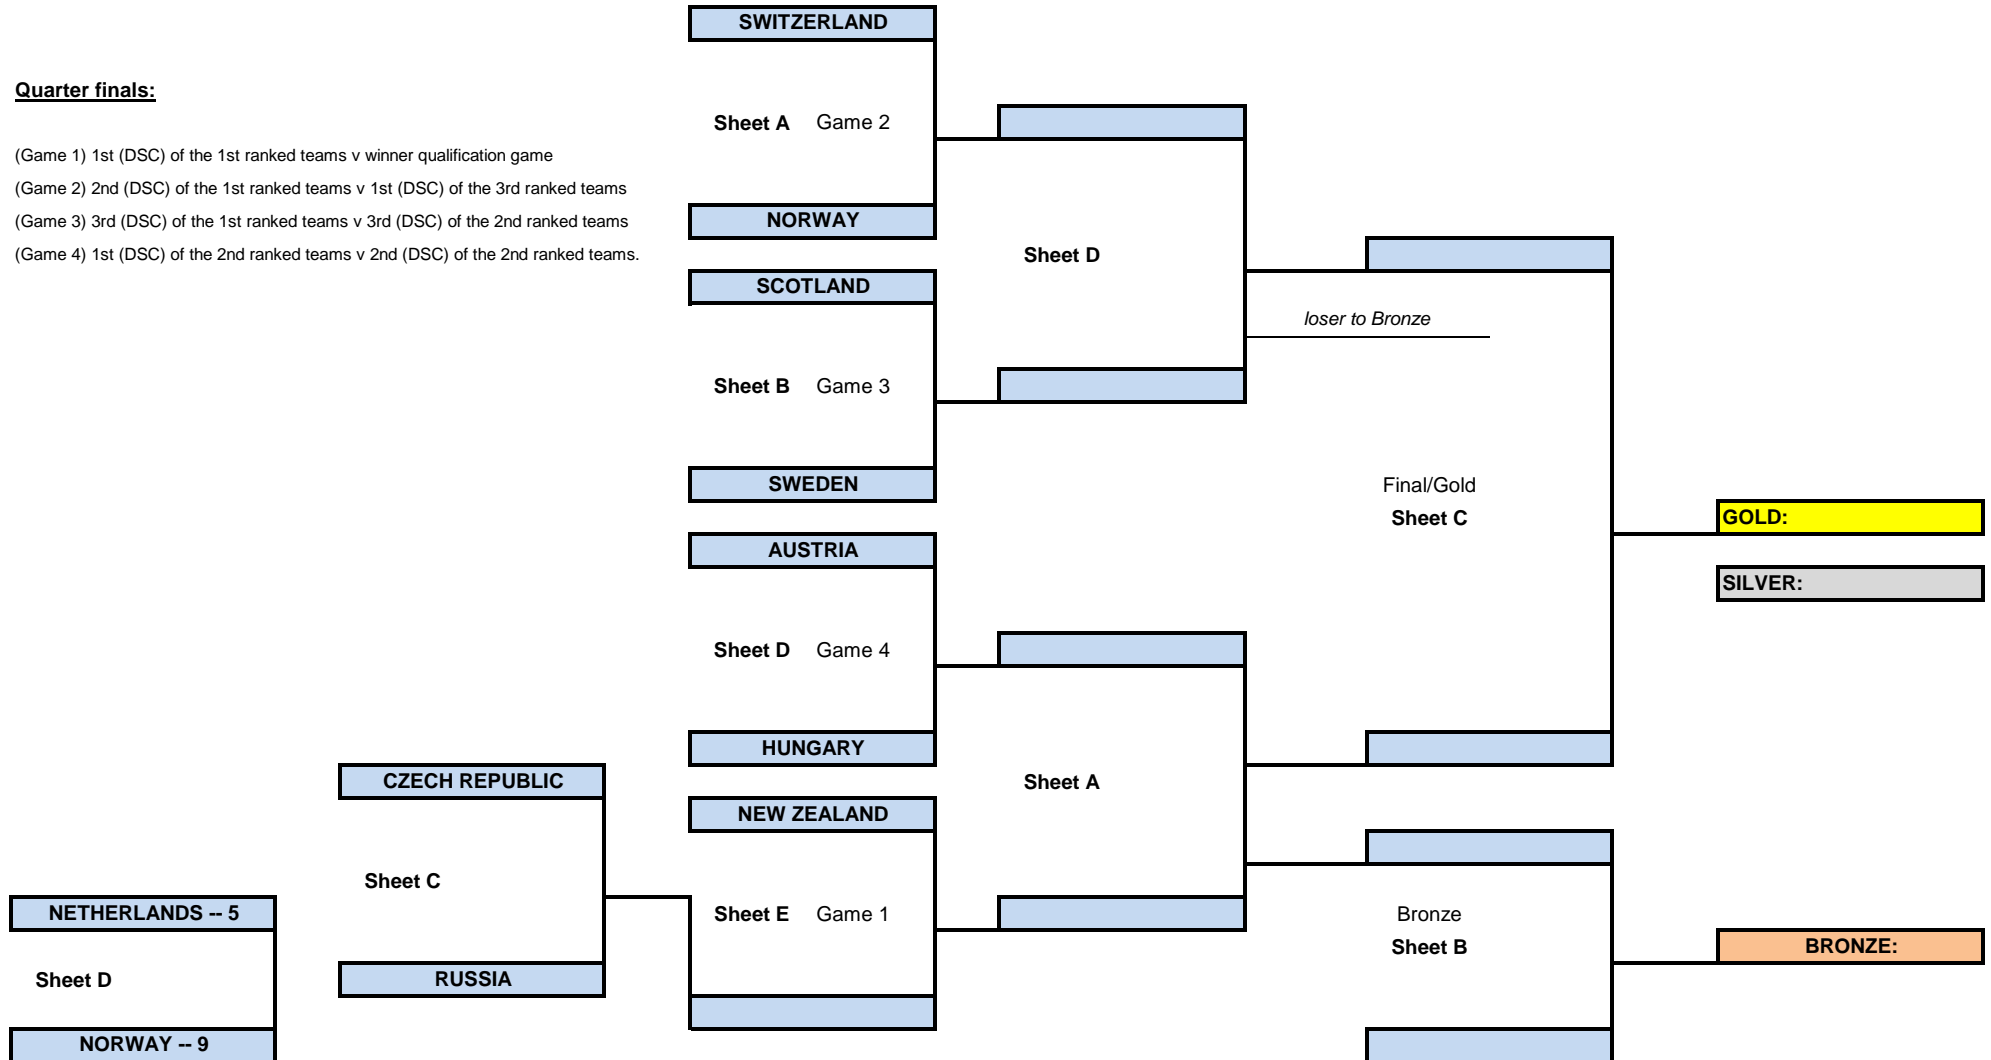 SWITZERLAND
Quarter finals:
Sheet A Game 2
(Game 1) 1st (DSC) of the 1st ranked teams v winner qualification game
(Game 2) 2nd (DSC) of the 1st ranked teams v 1st (DSC) of the 3rd ranked teams
(Game 3) 3rd (DSC) of the 1st ranked teams v 3rd (DSC) of the 2nd ranked teams
NORWAY
(Game 4) 1st (DSC) of the 2nd ranked teams v 2nd (DSC) of the 2nd ranked teams.
Sheet D
SCOTLAND
loser to Bronze
Sheet B Game 3
SWEDEN
Final/Gold
Sheet C
GOLD:
AUSTRIA
SILVER:
Sheet D Game 4
HUNGARY
CZECH REPUBLIC
Sheet A
NEW ZEALAND
Sheet C
NETHERLANDS -- 5
Sheet E Game 1
Bronze
Sheet B
BRONZE:
Sheet D
RUSSIA
NORWAY -- 9